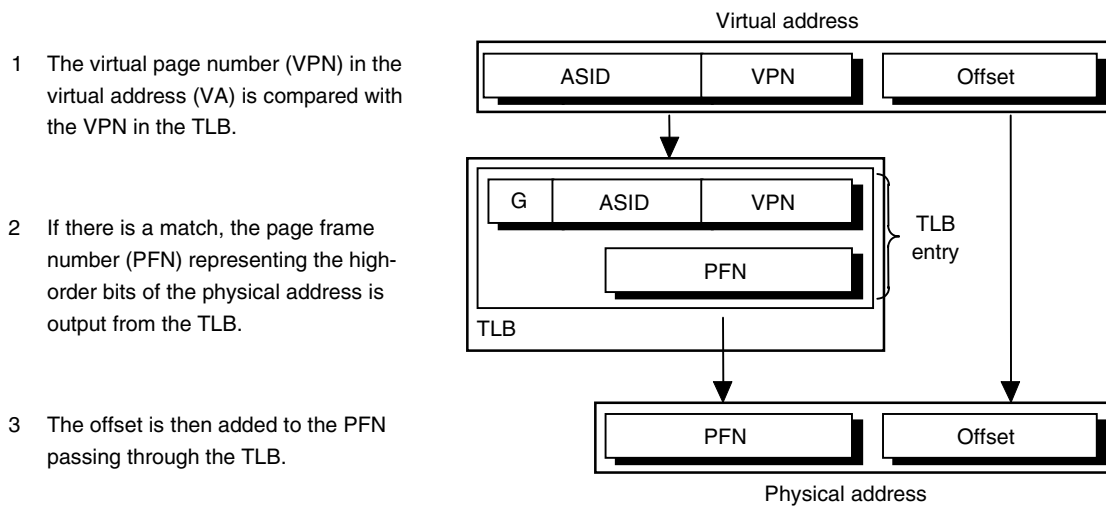 Virtual address
1 The virtual page number (VPN) in the
virtual address (VA) is compared with
the VPN in the TLB.
ASID VPN Offset
G ASID VPN
TLB
entry
2 If there is a match, the page frame
number (PFN) representing the high-
order bits of the physical address is
output from the TLB.
PFN
TLB
3 The offset is then added to the PFN
passing through the TLB.
PFN Offset
Physical address